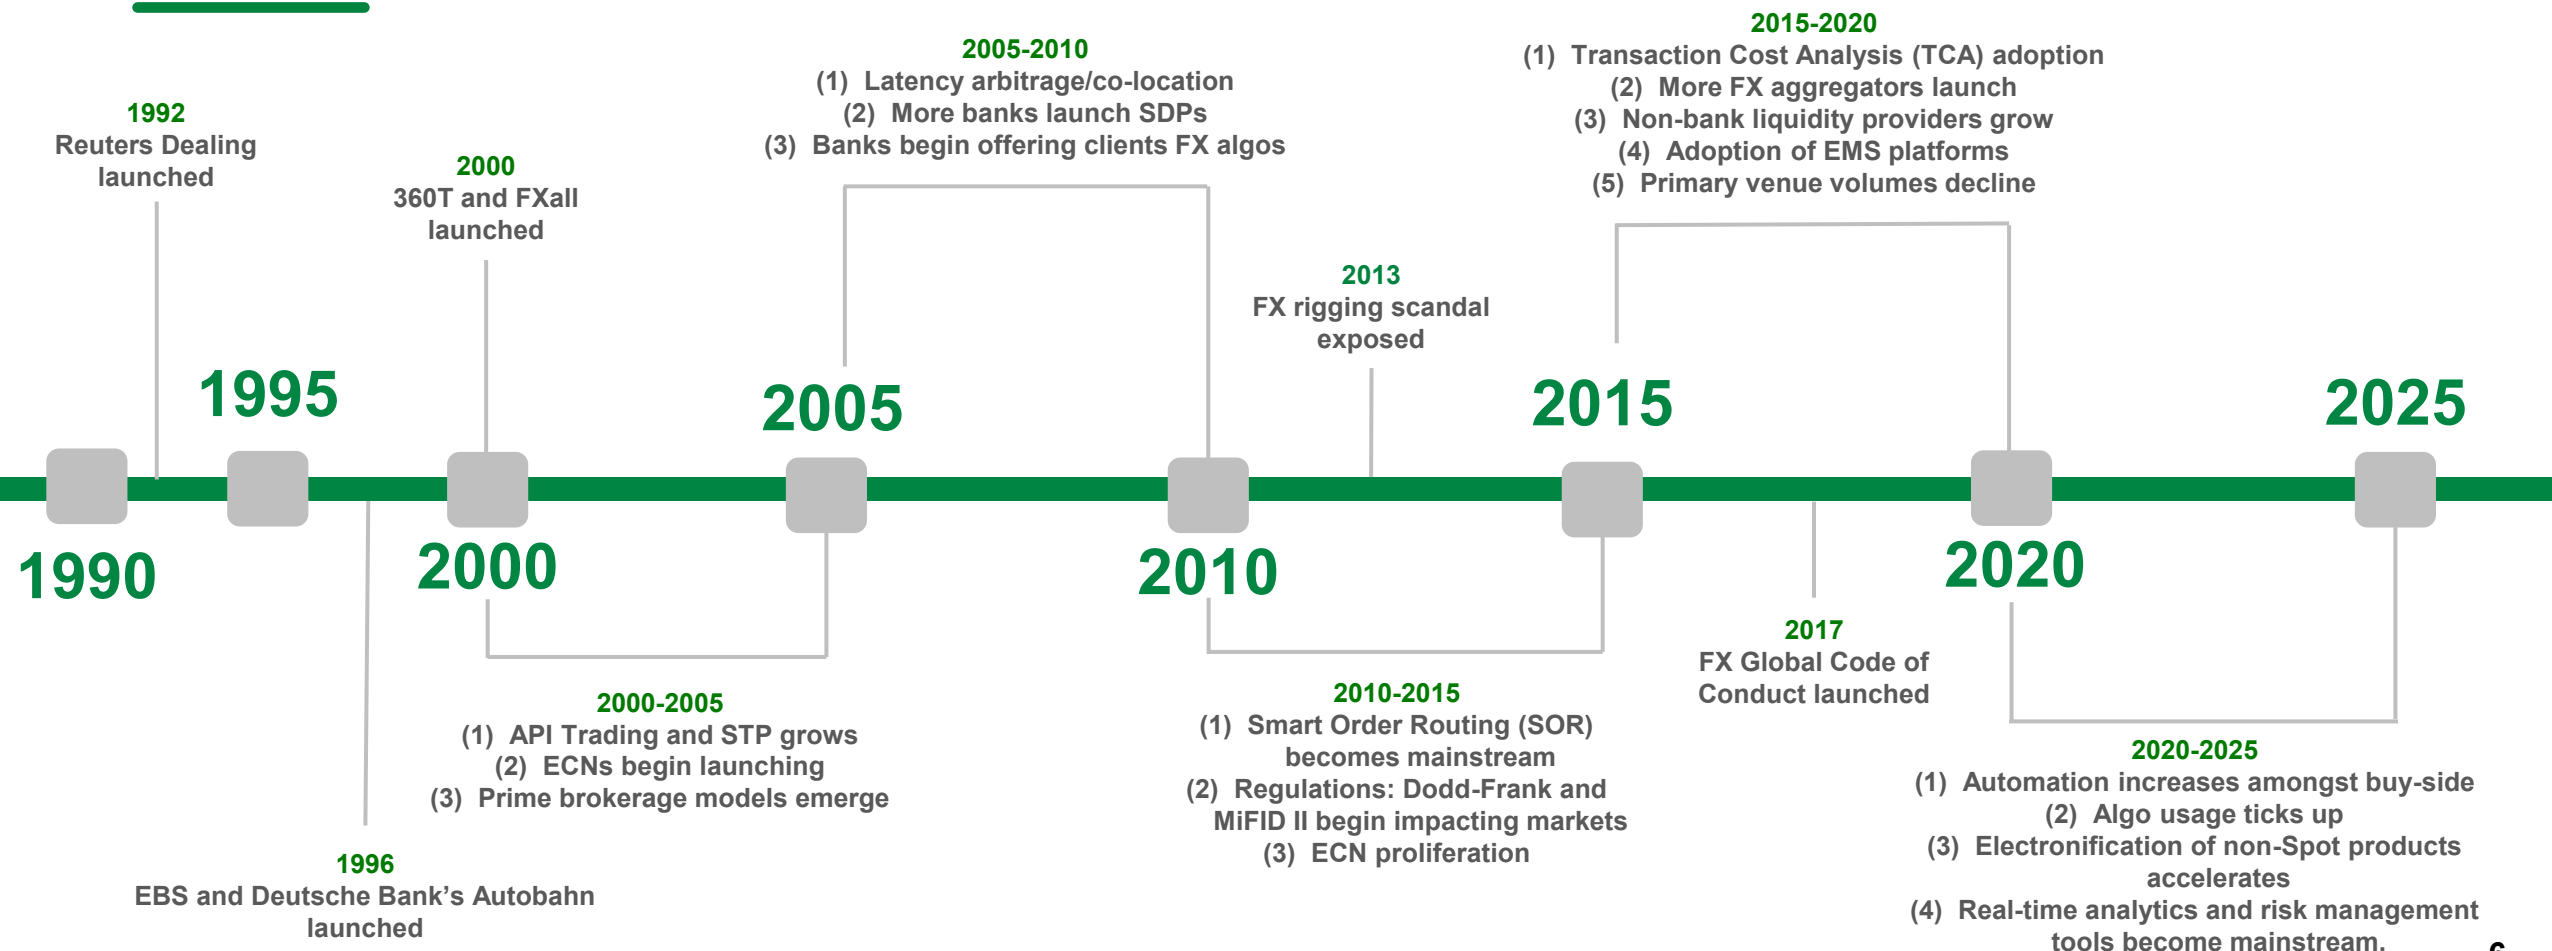 1992
Reuters Dealing
launched
2000
360T and FXall
launched
2005-2010
(1) Latency arbitrage/co-location
(2) More banks launch SDPs
(3) Banks begin offering clients FX algos
2013
FX rigging scandal
exposed
2015-2020
(1) Transaction Cost Analysis (TCA) adoption
(2) More FX aggregators launch
(3) Non-bank liquidity providers grow
(4) Adoption of EMS platforms
(5) Primary venue volumes decline
1990
1995
2000
2005
2010
2015
2020
2025
1996
EBS and Deutsche Bank’s Autobahn
launched
2000-2005
(1) API Trading and STP grows
(2) ECNs begin launching
(3) Prime brokerage models emerge
2010-2015
(1) Smart Order Routing (SOR)
becomes mainstream
(2) Regulations: Dodd-Frank and
MiFID II begin impacting markets
(3) ECN proliferation
2017
FX Global Code of
Conduct launched
2020-2025
(1) Automation increases amongst buy-side
(2) Algo usage ticks up
(3) Electronification of non-Spot products
accelerates
(4) Real-time analytics and risk management
tools become mainstream.